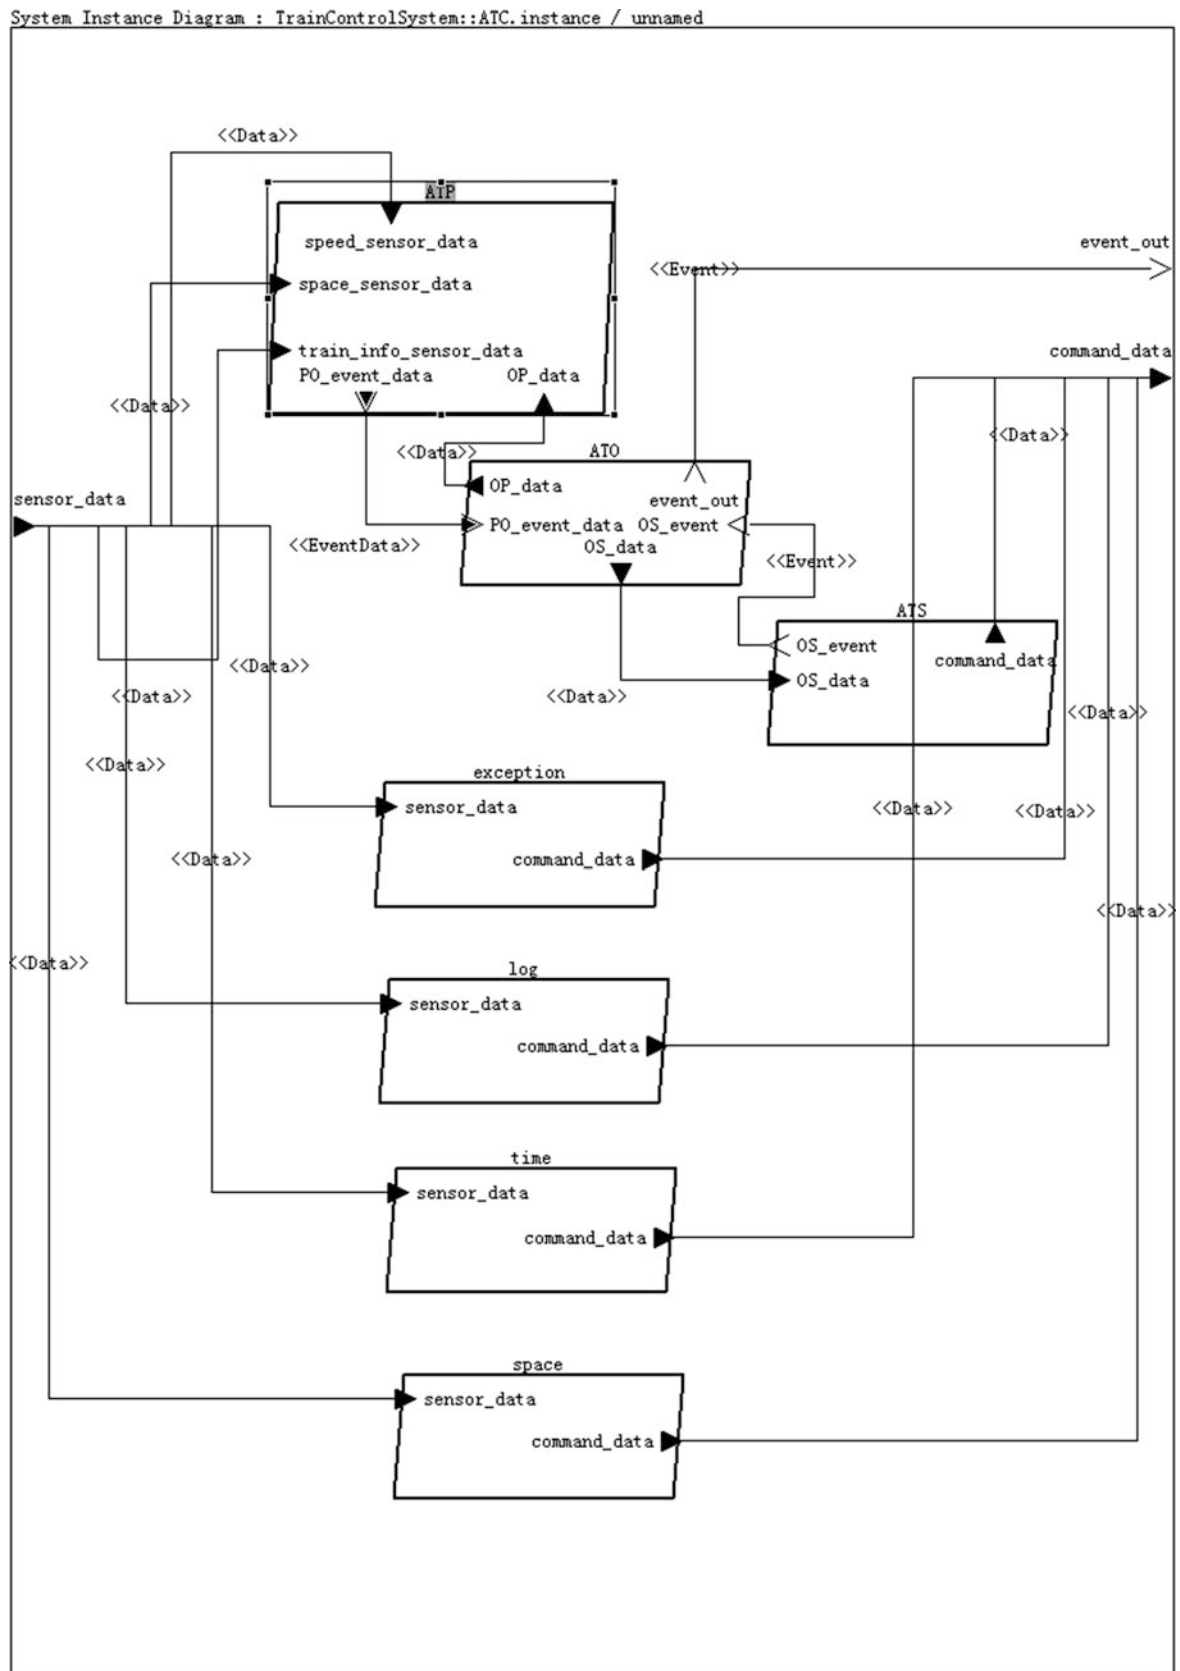 System Instance Diagram : TrainControlSystem::ATC.instance / unnamed
<<Data>>
ATP
speed_sensor_data
space_sensor_data
train_info_sensor_data
PO_event_data
OP_data
event_out
<<Event>>
command_data
<<Data>>
<<Data>>
<<Data>>
ATO
OP_data
event_out
PO_event_data
OS_event
OS_data
sensor_data
<<EventData>>
<<Event>>
ATS
OS_event
command_data
OS_data
<<Data>>
<<Data>>
<<Data>>
<<Data>>
<<Data>>
exception
sensor_data
command_data
<<Data>>
<<Data>>
<<Data>>
<<Data>>
<<Data>>
log
sensor_data
command_data
time
sensor_data
command_data
space
sensor_data
command_data